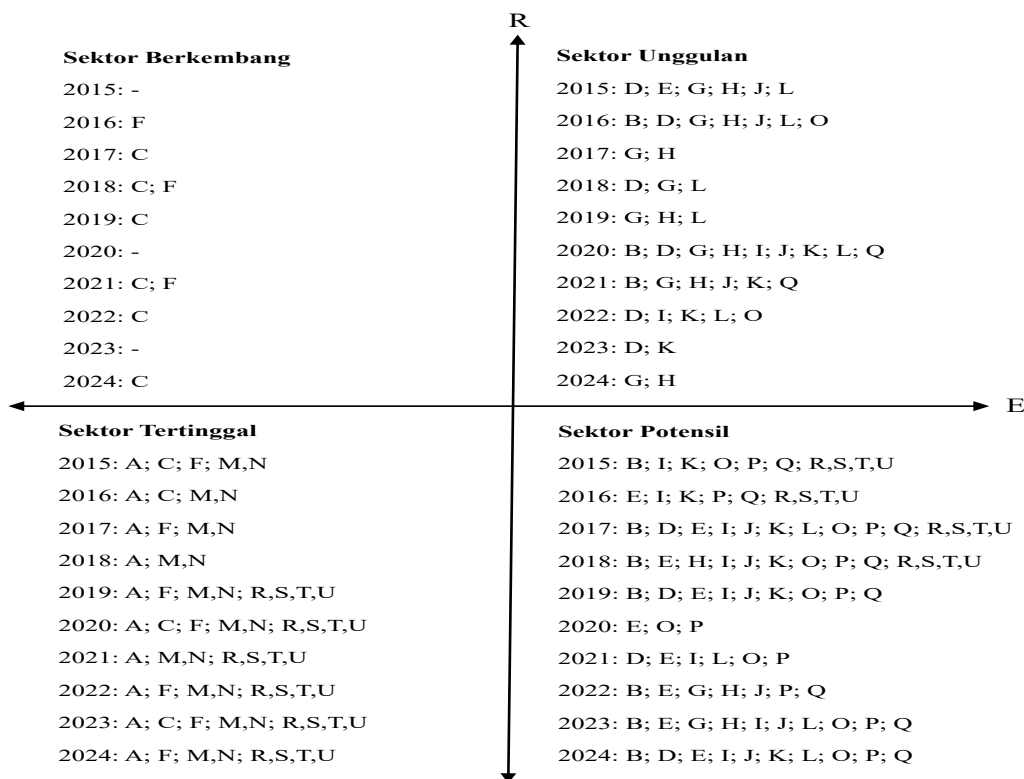 R
Sektor Berkembang
2015: -
2016: F
2017: C
2018: C; F
2019: C
2020: -
2021: C; F
2022: C
2023: -
2024: C
Sektor Unggulan
2015: D; E; G; H; J; L
2016: B; D; G; H; J; L; O
2017: G; H
2018: D; G; L
2019: G; H; L
2020: B; D; G; H; I; J; K; L; Q
2021: B; G; H; J; K; Q
2022: D; I; K; L; O
2023: D; K
2024: G; H
E
Sektor Tertinggal
2015: A; C; F; M,N
2016: A; C; M,N
2017: A; F; M,N
2018: A; M,N
2019: A; F; M,N; R,S,T,U
2020: A; C; F; M,N; R,S,T,U
2021: A; M,N; R,S,T,U
2022: A; F; M,N; R,S,T,U
2023: A; C; F; M,N; R,S,T,U
2024: A; F; M,N; R,S,T,U
Sektor Potensil
2015: B; I; K; O; P; Q; R,S,T,U
2016: E; I; K; P; Q; R,S,T,U
2017: B; D; E; I; J; K; L; O; P; Q; R,S,T,U
2018: B; E; H; I; J; K; O; P; Q; R,S,T,U
2019: B; D; E; I; J; K; O; P; Q
2020: E; O; P
2021: D; E; I; L; O; P
2022: B; E; G; H; J; P; Q
2023: B; E; G; H; I; J; L; O; P; Q
2024: B; D; E; I; J; K; L; O; P; Q